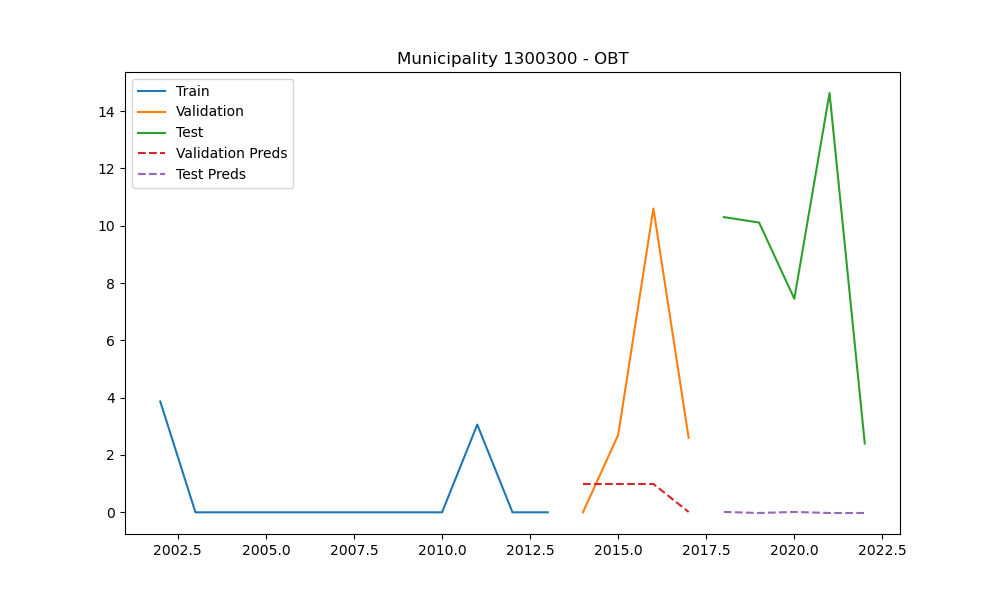 Municipality 1300300 - OBT
Train
Validation
Test
Validation Preds
Test Preds
14
12
10
8
6
4
2
0
2002.5 2005.0 2007.5 2010.0 2012.5 2015.0 2017.5 2020.0 2022.5